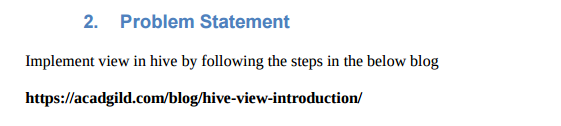 2. Problem Statement
Implement view in hive by following the steps in the below blog
https://acadgild.com/blog/hive-view-introduction/